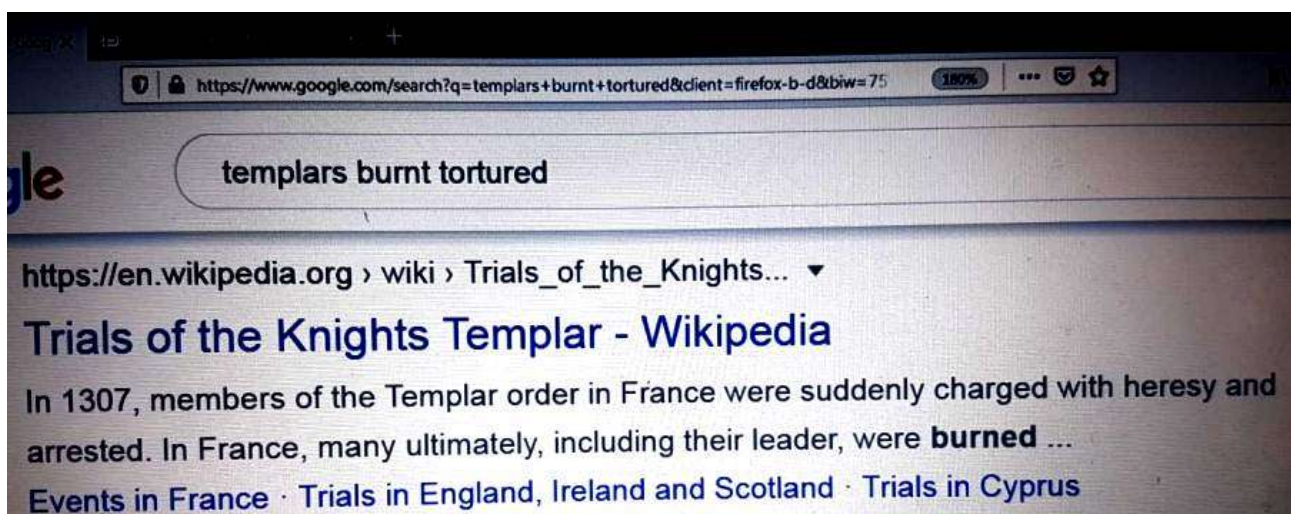 https://www.google.com/search?q=templars+burnt+tortured&client=firefox-b-d&biw=75 180%
gle
templars burnt tortured
https://en.wikipedia.org › wiki › Trials_of_the_Knights...
Trials of the Knights Templar - Wikipedia
In 1307, members of the Templar order in France were suddenly charged with heresy and
arrested. In France, many ultimately, including their leader, were burned ...
Events in France · Trials in England, Ireland and Scotland · Trials in Cyprus